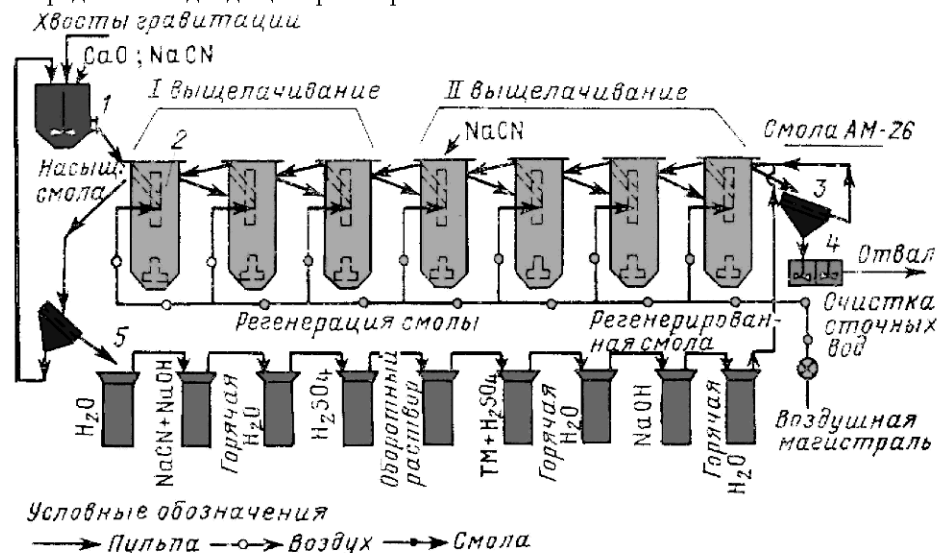 Хвосты гравитации
CaO; NaCN
I выщелачивание
II выщелачивание
NaCN
Смола АМ-2б
1
2
3
4
Насыщ.
смола
Отвал
Очистка
сточных
вод
Регенерация смолы
Регенерирован-
ная смола
5
H₂O
NaCN+NaOH
Горячая
H₂O
H₂SO₄
Оборотный
раствор
ТМ+H₂SO₄
Горячая
H₂O
NaOH
Горячая
H₂O
Воздушная
магистраль
Условные обозначения
Пульпа
Воздух
Смола